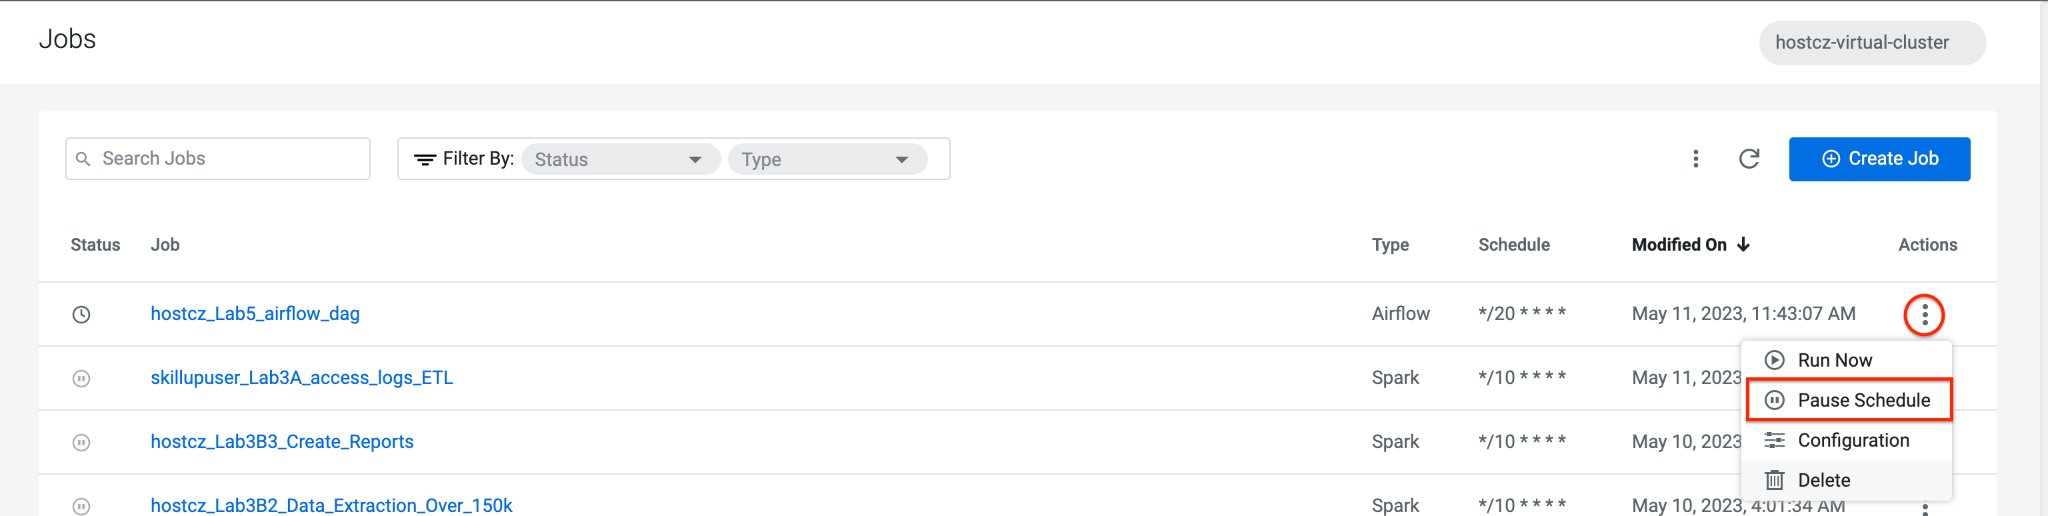 Jobs
hostcz-virtual-cluster
Search Jobs
Filter By: Status Type
Create Job
Status Job Type Schedule Modified On Actions
hostcz_Lab5_airflow_dag Airflow */20 * * * * May 11, 2023, 11:43:07 AM
Run Now
skillupuser_Lab3A_access_logs_ETL Spark */10 * * * * May 11, 2023
Pause Schedule
hostcz_Lab3B3_Create_Reports Spark */10 * * * * May 10, 2023
Configuration
Delete
hostcz_Lab3B2_Data_Extraction_Over_150k Spark */10 * * * * May 10, 2023, 4:01:34 AM